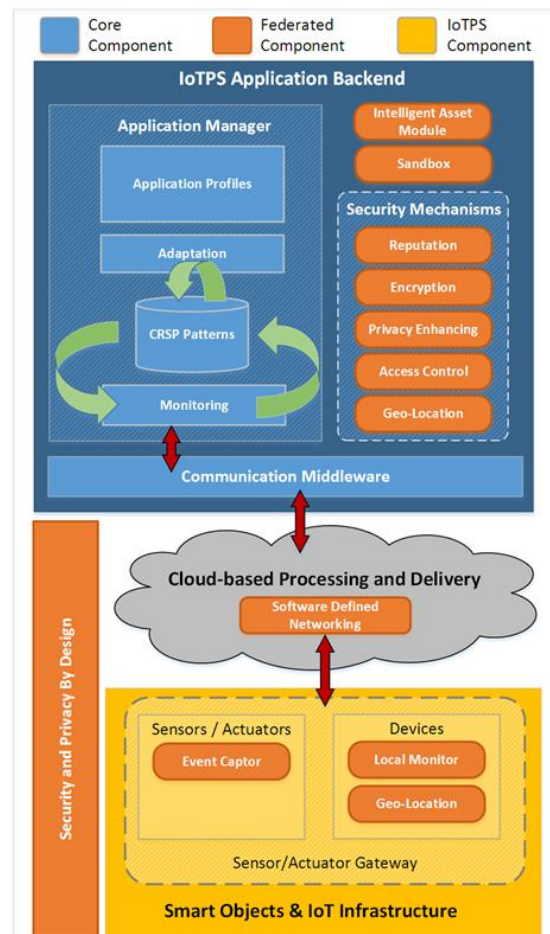 Core
Component
Federated
Component
IoTPS
Component
IoTPS Application Backend
Application Manager
Application Profiles
Adaptation
CRSP Patterns
Monitoring
Intelligent Asset
Module
Sandbox
Security Mechanisms
Reputation
Encryption
Privacy Enhancing
Access Control
Geo-Location
Communication Middleware
Cloud-based Processing and Delivery
Software Defined
Networking
Security and Privacy By Design
Sensors / Actuators
Event Captor
Devices
Local Monitor
Geo-Location
Sensor/Actuator Gateway
Smart Objects & IoT Infrastructure